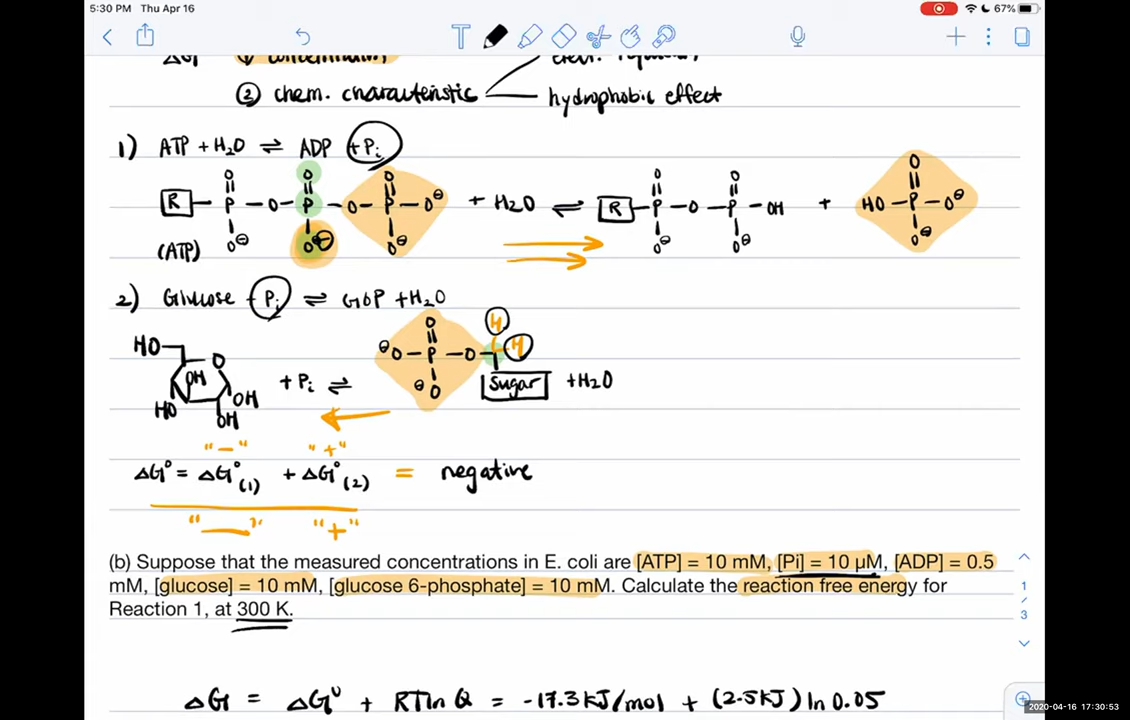 5:30 PM Thu Apr 16 67%
② chem. characteristic hydrophobic effect
1) ATP + H2O ⇌ ADP + Pi
O O O O O O
R - P - O - P - O - P - O⊖ + H2O ⇌ R - P - O - P - OH + HO - P - O⊖
(ATP) O⊖ O⊖ O⊖ O⊖ O⊖ O⊖
2) Glucose + Pi ⇌ G6P + H2O
HO O OH HO OH OH + Pi ⇌ ⊖O - P - O - H H
O ⊖O Sugar + H2O
"-" "+"
ΔG° = ΔG°(1) + ΔG°(2) = negative
"—" "+"
(b) Suppose that the measured concentrations in E. coli are [ATP] = 10 mM, [Pi] = 10 µM, [ADP] = 0.5
mM, [glucose] = 10 mM, [glucose 6-phosphate] = 10 mM. Calculate the reaction free energy for
Reaction 1, at 300 K.
1
/
3
ΔG = ΔG° + RTln Q = -17.3 kJ/mol + (2.5kJ) ln 0.05
2020-04-16 17:30:53